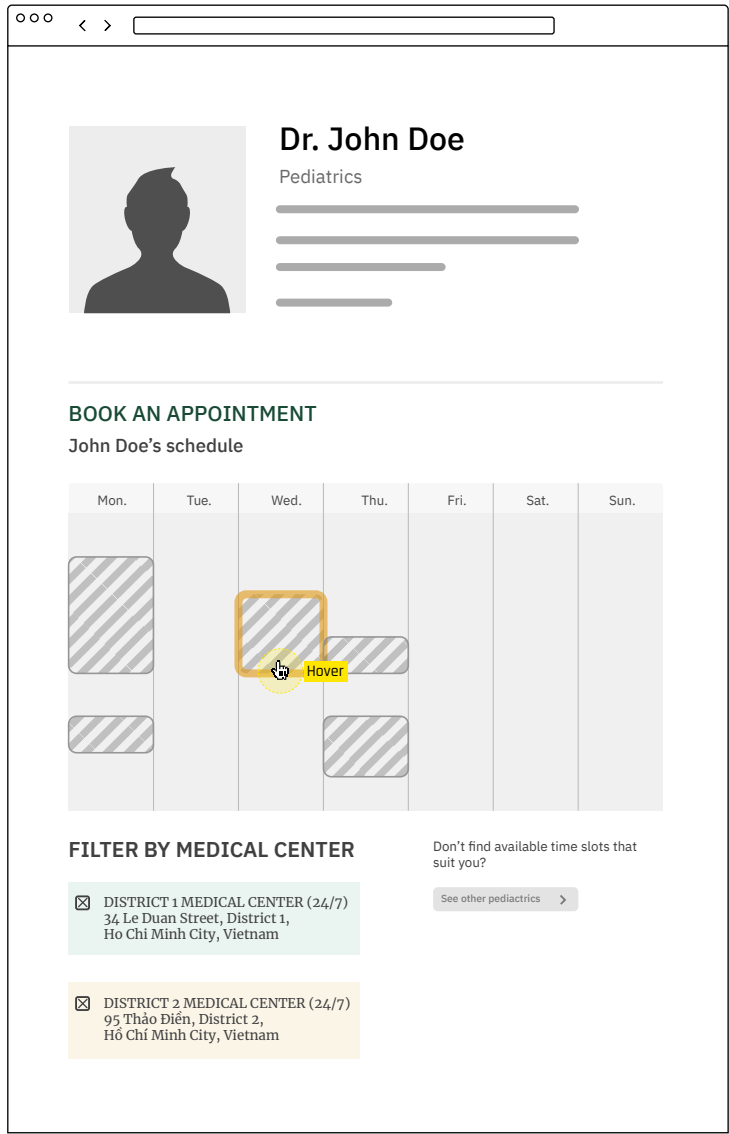 Dr. John Doe
Pediatrics
BOOK AN APPOINTMENT
John Doe’s schedule
Mon. Tue. Wed. Thu. Fri. Sat. Sun.
Hover
FILTER BY MEDICAL CENTER
DISTRICT 1 MEDICAL CENTER (24/7)
34 Le Duan Street, District 1,
Ho Chi Minh City, Vietnam
DISTRICT 2 MEDICAL CENTER (24/7)
95 Thảo Điền, District 2,
Hồ Chí Minh City, Vietnam
Don’t find available time slots that
suit you?
See other pediactrics